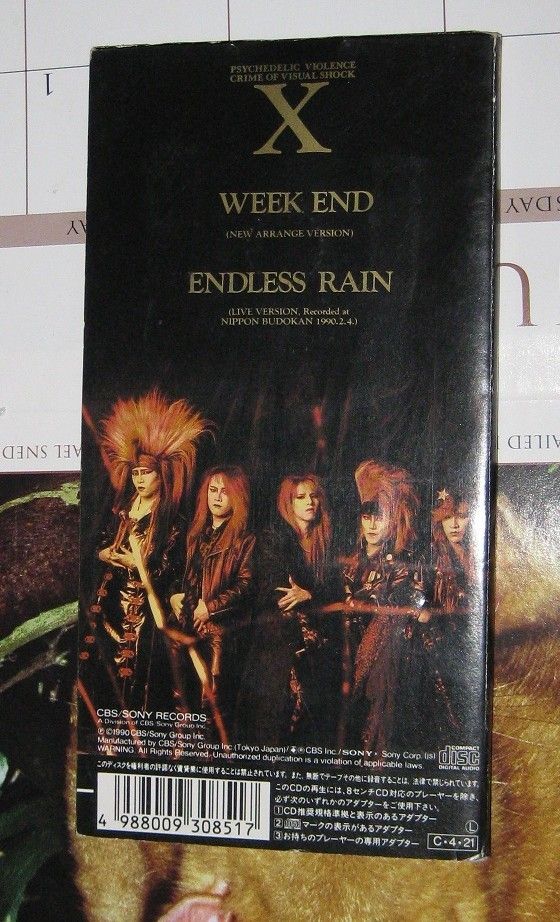 PSYCHEDELIC VIOLENCE
CRIME OF VISUAL SHOCK
X
WEEK END
(NEW ARRANGE VERSION)
ENDLESS RAIN
(LIVE VERSION, Recorded at
NIPPON BUDOKAN 1990.2.4.)
CBS/SONY RECORDS
A Division of CBS/Sony Group Inc.
Ⓟ©1990 CBS/Sony Group Inc.
Manufactured by CBS/Sony Group Inc. (Tokyo Japan)/ CBS Inc./ SONY Sony Corp. (JS)
WARNING: All Rights Reserved. Unauthorized duplication is a violation of applicable laws
COMPACT
disc
DIGITAL AUDIO
このディスクを権利者の許諾なく賃貸業に使用することは禁止されています。また、無断でテープその他に録音することは、法律で禁じられています。
このCDの再生には、8センチCD対応のプレーヤーを除き、
必ず次のいずれかのアダプターをご使用下さい。
1 CD推奨規格準拠と表示のあるアダプター
2 マークの表示があるアダプター
3 お持ちのプレーヤーの専用アダプター
4 988009 308517
L
C・4・21
1